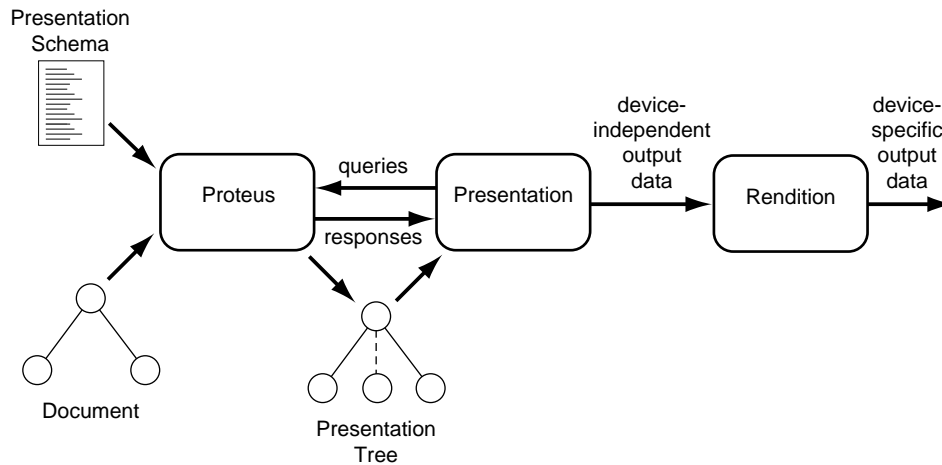 Presentation
Schema
device-
independent
output
data
device-
specific
output
data
queries
Proteus
Presentation
Rendition
responses
Document
Presentation
Tree